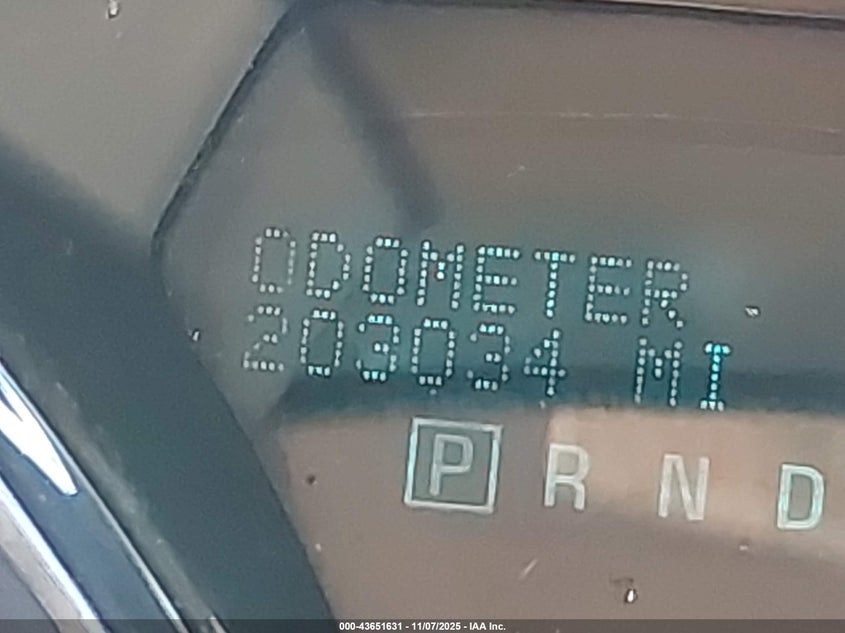 ODOMETER
203034 MI
P R N D
000-43651631 - 11/07/2025 - IAA Inc.